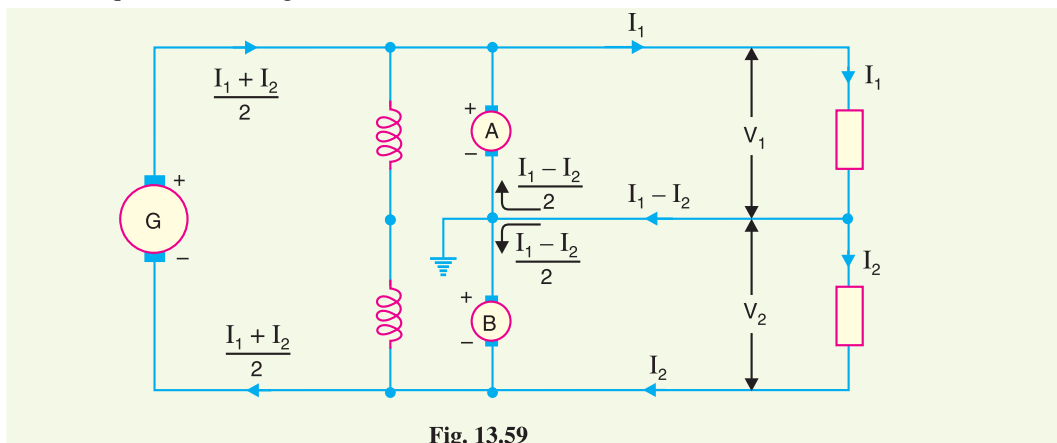 I₁
I₁ + I₂
2
I₁
+
A
–
V₁
I₁ – I₂
2
I₁ – I₂
+
G
–
I₁ – I₂
2
I₂
+
B
–
V₂
I₁ + I₂
2
I₂
Fig. 13.59